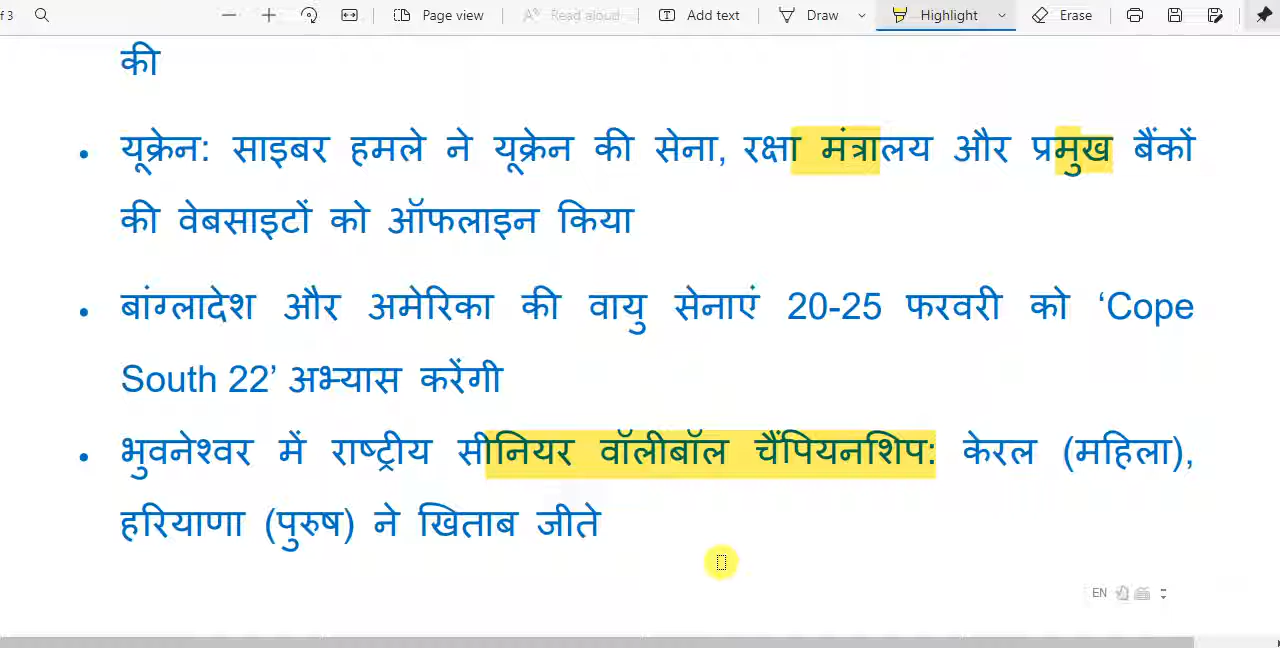 f 3 Page view Read aloud Add text Draw Highlight Erase
की
• यूक्रेन: साइबर हमले ने यूक्रेन की सेना, रक्षा मंत्रालय और प्रमुख बैंकों
की वेबसाइटों को ऑफलाइन किया
• बांग्लादेश और अमेरिका की वायु सेनाएं 20-25 फरवरी को ‘Cope
South 22’ अभ्यास करेंगी
• भुवनेश्वर में राष्ट्रीय सीनियर वॉलीबॉल चैंपियनशिप: केरल (महिला),
हरियाणा (पुरुष) ने खिताब जीते
EN